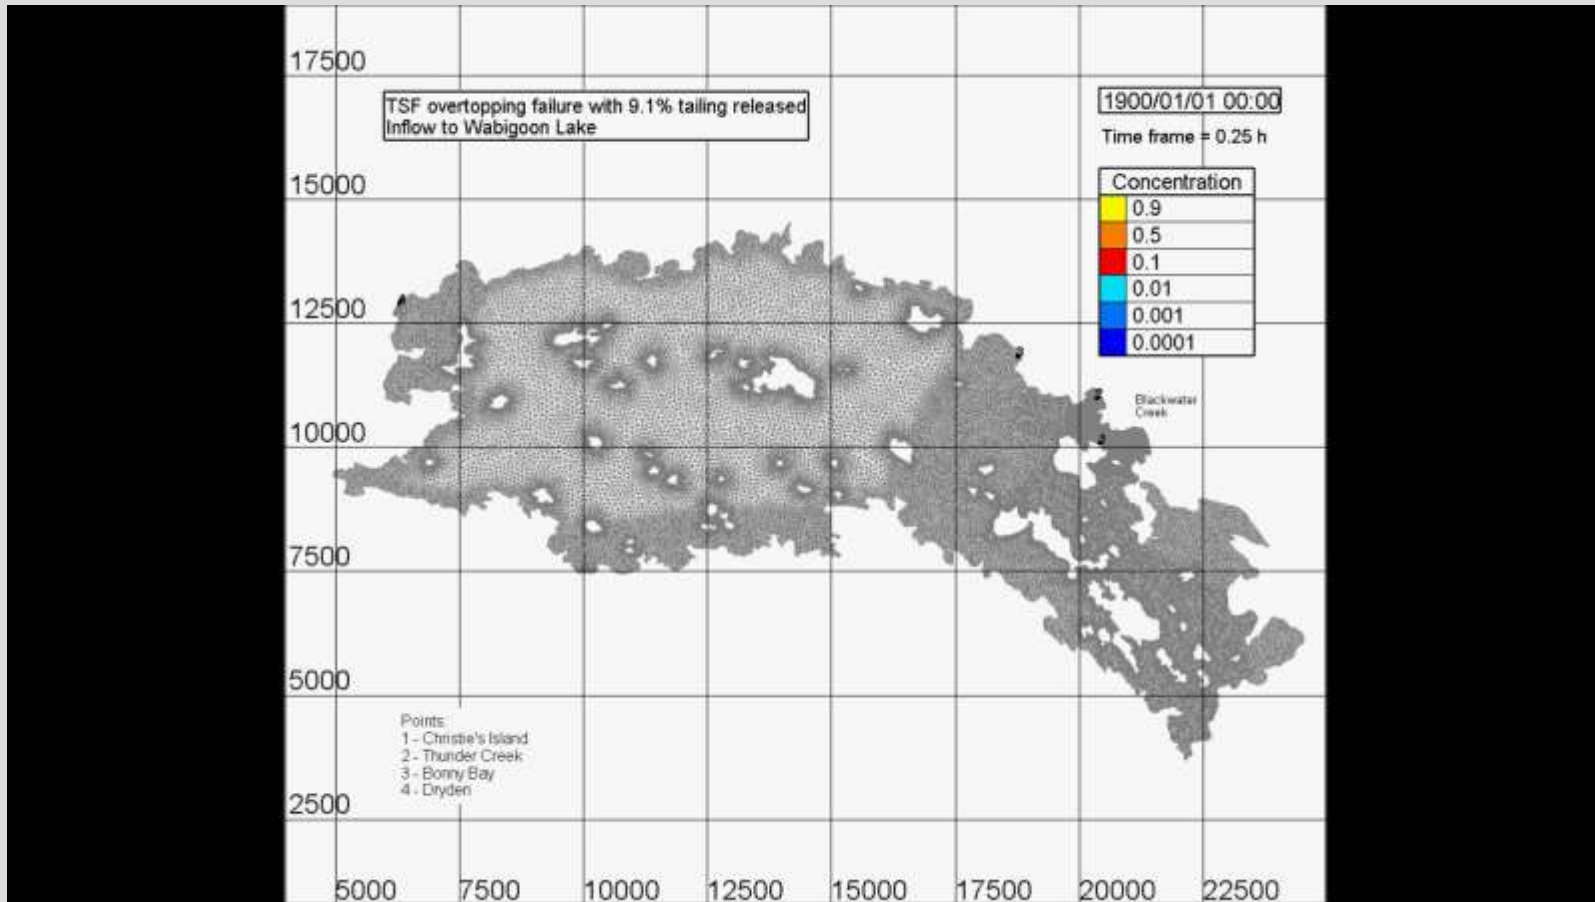 17500
TSF overtopping failure with 9.1% tailing released
Inflow to Wabigoon Lake
1900/01/01 00:00
Time frame = 0.25 h
15000
Concentration
0.9
0.5
0.1
0.01
0.001
0.0001
12500
Blackwater
Creek
10000
7500
5000
Points:
1 - Christie's Island
2 - Thunder Creek
3 - Bonny Bay
4 - Dryden
2500
5000 7500 10000 12500 15000 17500 20000 22500